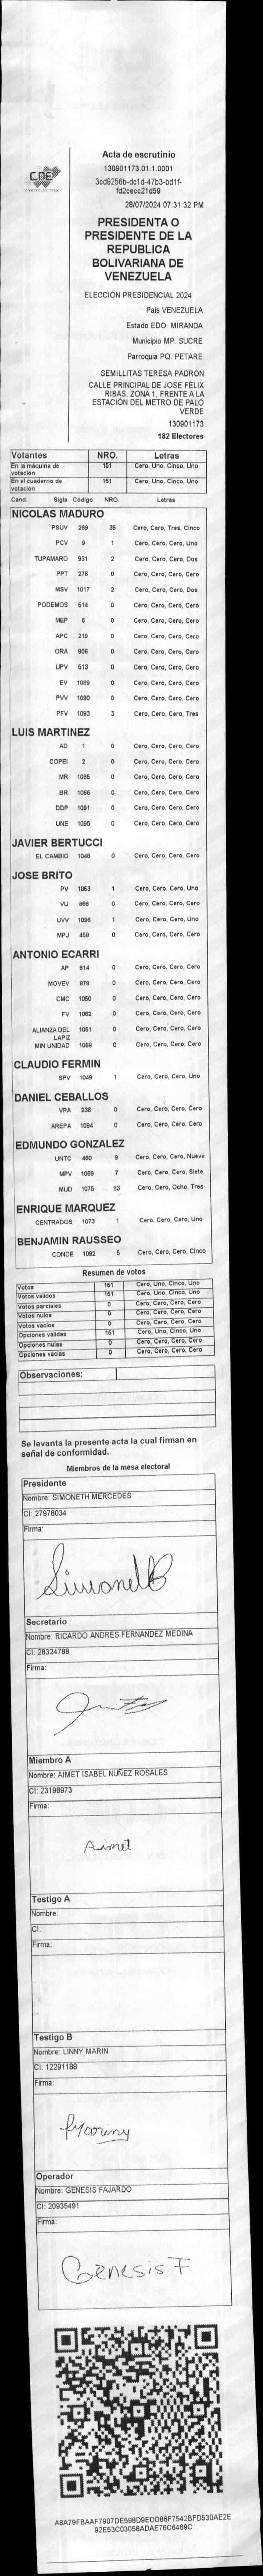 CNE
Acta de escrutinio
130901173.01.1.0001
3cd9256b-dc1d-47b3-bd1f-
fd2cecc21d59
28/07/2024 07:31:32 PM
PRESIDENTA O
PRESIDENTE DE LA
REPUBLICA
BOLIVARIANA DE
VENEZUELA
ELECCIÓN PRESIDENCIAL 2024
País VENEZUELA
Estado EDO. MIRANDA
Municipio MP. SUCRE
Parroquia PQ. PETARE
SEMILLITAS TERESA PADRÓN
CALLE PRINCIPAL DE JOSE FELIX
RIBAS. ZONA 1. FRENTE A LA
ESTACIÓN DEL METRO DE PALO
VERDE
130901173
182 Electores
Votantes NRO. Letras
En la máquina de votación 151 Cero, Uno, Cinco, Uno
En el cuaderno de votación 151 Cero, Uno, Cinco, Uno
Cand. Sigla Código NRO. Letras
NICOLAS MADURO
PSUV 269 35 Cero, Cero, Tres, Cinco
PCV 9 1 Cero, Cero, Cero, Uno
TUPAMARO 931 2 Cero, Cero, Cero, Dos
PPT 276 0 Cero, Cero, Cero, Cero
MSV 1017 2 Cero, Cero, Cero, Dos
PODEMOS 514 0 Cero, Cero, Cero, Cero
MEP 6 0 Cero, Cero, Cero, Cero
APC 219 0 Cero, Cero, Cero, Cero
ORA 906 0 Cero, Cero, Cero, Cero
UPV 513 0 Cero, Cero, Cero, Cero
EV 1089 0 Cero, Cero, Cero, Cero
PVV 1090 0 Cero, Cero, Cero, Cero
PFV 1093 3 Cero, Cero, Cero, Tres
LUIS MARTINEZ
AD 1 0 Cero, Cero, Cero, Cero
COPEI 2 0 Cero, Cero, Cero, Cero
MR 1065 0 Cero, Cero, Cero, Cero
BR 1066 0 Cero, Cero, Cero, Cero
DDP 1091 0 Cero, Cero, Cero, Cero
UNE 1095 0 Cero, Cero, Cero, Cero
JAVIER BERTUCCI
EL CAMBIO 1048 0 Cero, Cero, Cero, Cero
JOSE BRITO
PV 1053 1 Cero, Cero, Cero, Uno
VU 868 0 Cero, Cero, Cero, Cero
UVV 1096 1 Cero, Cero, Cero, Uno
MPJ 458 0 Cero, Cero, Cero, Cero
ANTONIO ECARRI
AP 814 0 Cero, Cero, Cero, Cero
MOVEV 879 0 Cero, Cero, Cero, Cero
CMC 1050 0 Cero, Cero, Cero, Cero
FV 1062 0 Cero, Cero, Cero, Cero
ALIANZA DEL LAPIZ 1051 0 Cero, Cero, Cero, Cero
MIN UNIDAD 1068 0 Cero, Cero, Cero, Cero
CLAUDIO FERMIN
SPV 1049 1 Cero, Cero, Cero, Uno
DANIEL CEBALLOS
VPA 236 0 Cero, Cero, Cero, Cero
AREPA 1094 0 Cero, Cero, Cero, Cero
EDMUNDO GONZALEZ
UNTC 460 9 Cero, Cero, Cero, Nueve
MPV 1069 7 Cero, Cero, Cero, Siete
MUD 1075 83 Cero, Cero, Ocho, Tres
ENRIQUE MARQUEZ
CENTRADOS 1073 1 Cero, Cero, Cero, Uno
BENJAMIN RAUSSEO
CONDE 1092 5 Cero, Cero, Cero, Cinco
Resumen de votos
Votos 151 Cero, Uno, Cinco, Uno
Votos validos 151 Cero, Uno, Cinco, Uno
Votos parciales 0 Cero, Cero, Cero, Cero
Votos nulos 0 Cero, Cero, Cero, Cero
Votos vacios 0 Cero, Cero, Cero, Cero
Opciones validas 151 Cero, Uno, Cinco, Uno
Opciones nulas 0 Cero, Cero, Cero, Cero
Opciones vacias 0 Cero, Cero, Cero, Cero
Observaciones:
Se levanta la presente acta la cual firman en
señal de conformidad.
Miembros de la mesa electoral
Presidente
Nombre: SIMONETH MERCEDES
CI: 27978034
Firma:
Secretario
Nombre: RICARDO ANDRES FERNANDEZ MEDINA
CI: 28324788
Firma:
Miembro A
Nombre: AIMET ISABEL NUÑEZ ROSALES
CI: 23198973
Firma:
Aimet
Testigo A
Nombre:
CI:
Firma:
Testigo B
Nombre: LINNY MARIN
CI: 12291188
Firma:
Operador
Nombre: GENESIS FAJARDO
CI: 20935491
Firma:
Genesis F
A8A79FBAAF7907DE598D9EDD86F7542BFD530AE2E
92E53C03058ADAE76C6469C